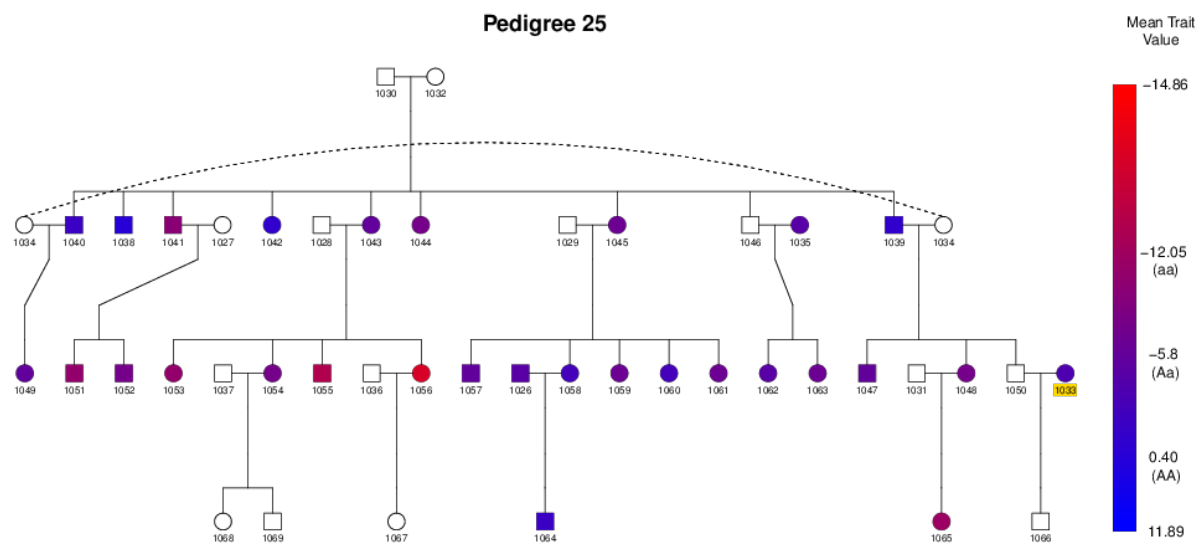 Pedigree 25
Mean Trait
Value
−14.86
−12.05
(aa)
−5.8
(Aa)
0.40
(AA)
11.89
1030 1032
1034 1040 1038 1041 1027 1042 1028 1043 1044 1029 1045 1046 1035 1039 1034
1049 1051 1052 1053 1037 1054 1055 1036 1056 1057 1026 1058 1059 1060 1061 1062 1063 1047 1031 1048 1050 1033
1068 1069 1067 1064 1065 1066